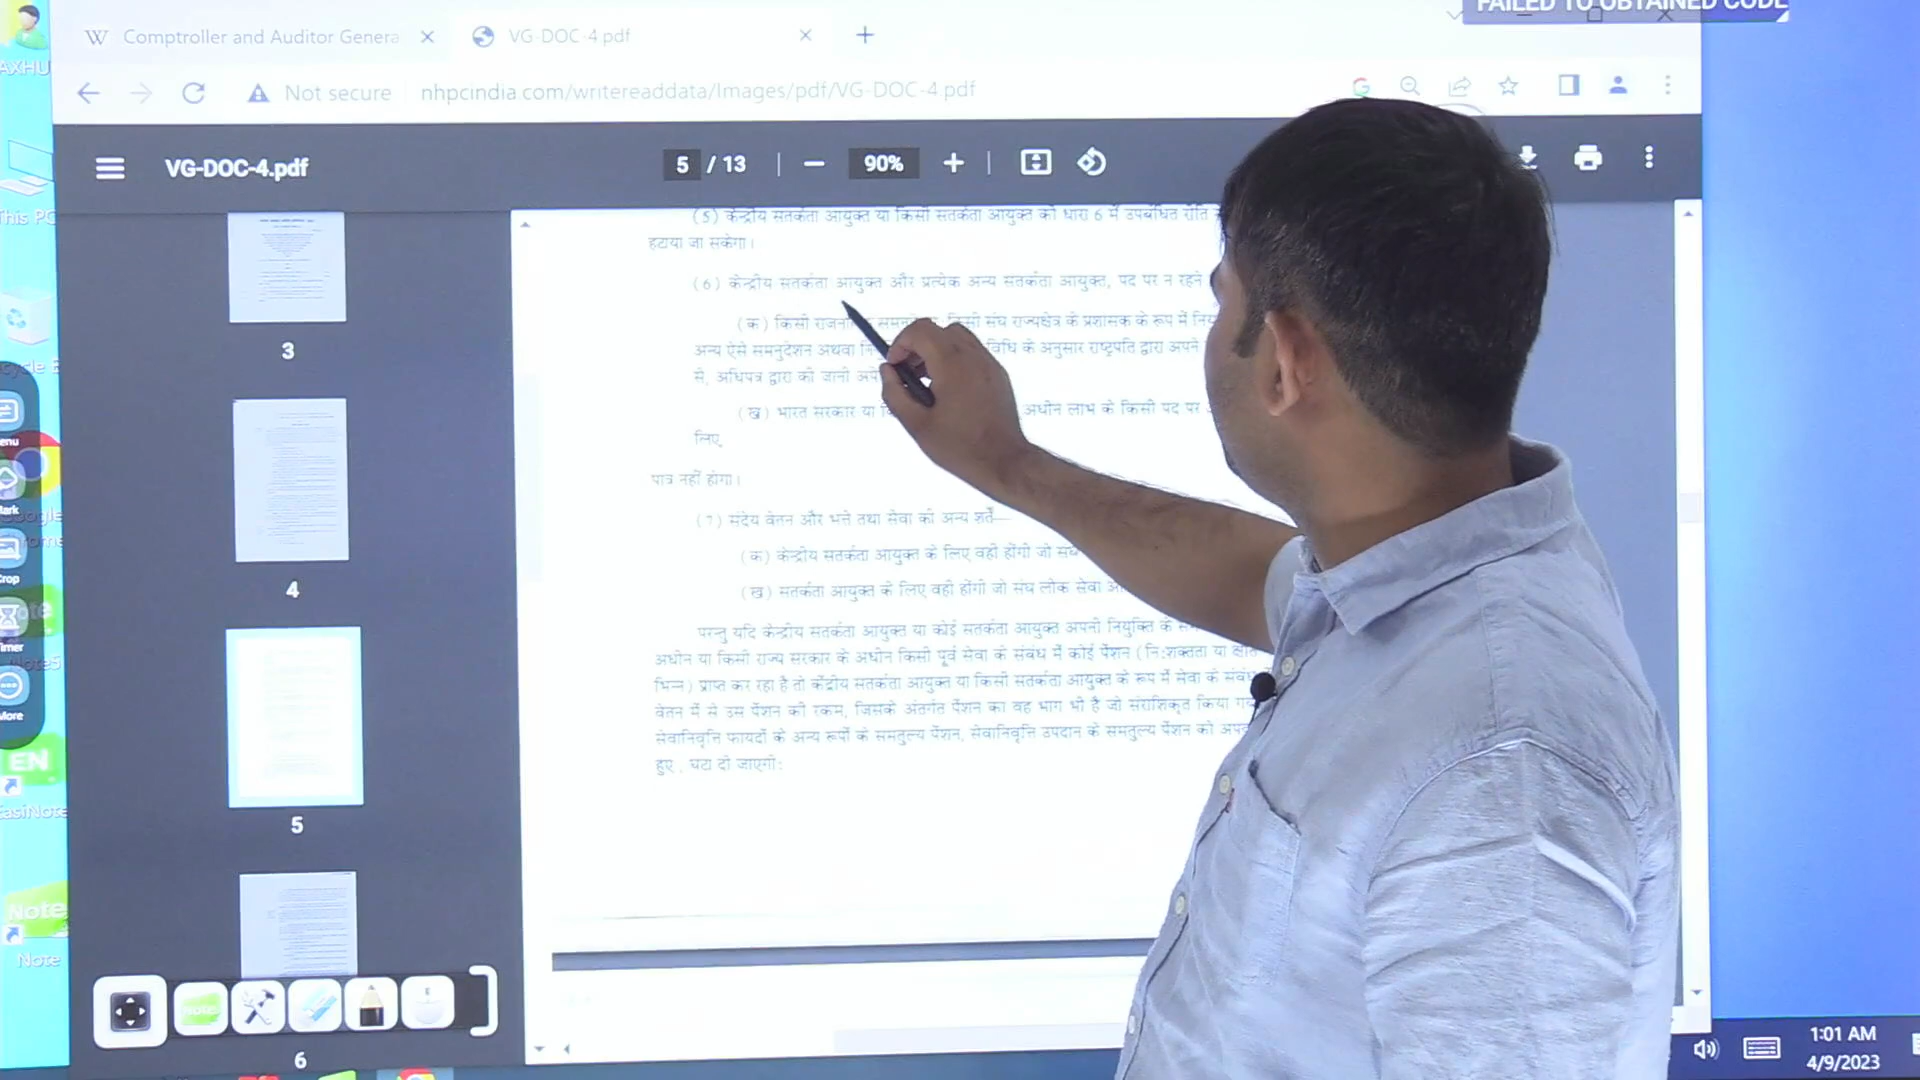 FAILED TO OBTAINED CODE
Comptroller and Auditor Genera
VG-DOC-4.pdf
Not secure
nhpcindia.com/writereaddata/Images/pdf/VG-DOC-4.pdf
VG-DOC-4.pdf
5 / 13
90%
(5) केन्द्रीय सतर्कता आयुक्त या किसी सतर्कता आयुक्त को धारा 6 में उपबंधित रीति
हटाया जा सकेगा।
(6) केन्द्रीय सतर्कता आयुक्त और प्रत्येक अन्य सतर्कता आयुक्त, पद पर न रहने
(क) किसी किसी संघ राज्यक्षेत्र के प्रशासक के रूप में
अन्य ऐसे समनुदेशन अथवा विधि के अनुसार राष्ट्रपति द्वारा अपने
से, अधिपत्र द्वारा की जानी
(ख) भारत सरकार या अधीन लाभ के किसी पद पर
लिए
पात्र नहीं होगा।
(7) संदेय वेतन और भत्ते तथा सेवा की अन्य शर्तें—
(क) केन्द्रीय सतर्कता आयुक्त के लिए वही होंगी जो संघ
(ख) सतर्कता आयुक्त के लिए वही होंगी जो संघ लोक सेवा
परन्तु यदि केन्द्रीय सतर्कता आयुक्त या कोई सतर्कता आयुक्त अपनी नियुक्ति के
अधीन या किसी राज्य सरकार के अधीन किसी पूर्व सेवा के संबंध में कोई पेंशन (निःशक्तता या क्षति
भिन्न) प्राप्त कर रहा है तो केंद्रीय सतर्कता आयुक्त या किसी सतर्कता आयुक्त के रूप में सेवा के संबंध
वेतन में से उस पेंशन की रकम, जिसके अंतर्गत पेंशन का वह भाग भी है जो संराशिकृत किया
सेवानिवृत्ति फायदों के अन्य रूपों के समतुल्य पेंशन, सेवानिवृत्ति उपदान के समतुल्य पेंशन को
हुए, घटा दी जाएगी:
3
4
5
6
This PC
Note
1:01 AM
4/9/2023